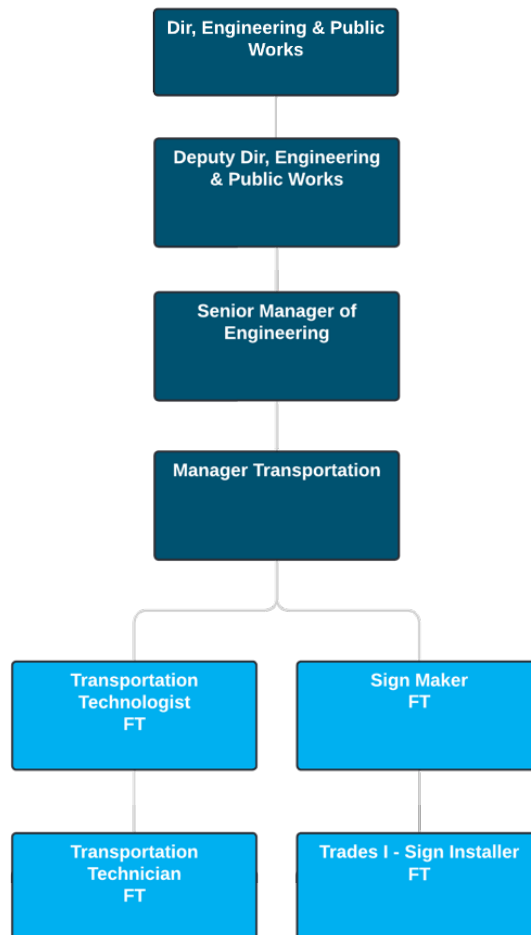 Dir, Engineering & Public
Works
Deputy Dir, Engineering
& Public Works
Senior Manager of
Engineering
Manager Transportation
Transportation
Technologist
FT
Sign Maker
FT
Transportation
Technician
FT
Trades I - Sign Installer
FT